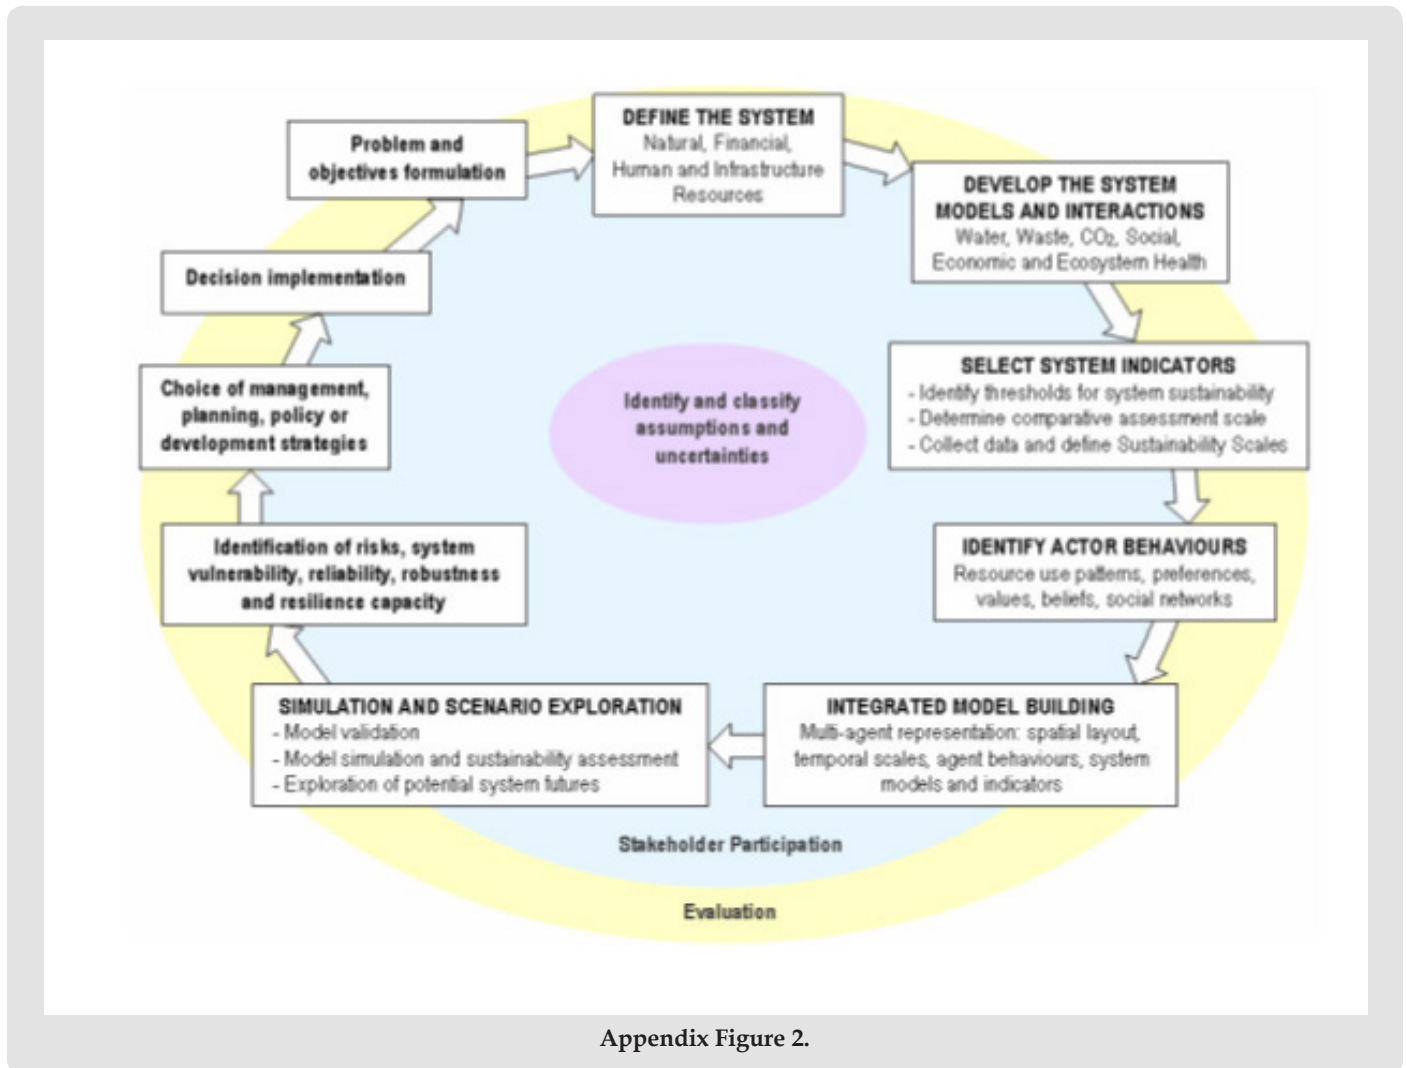 Problem and
objectives formulation
DEFINE THE SYSTEM
Natural, Financial,
Human and Infrastructure
Resources
DEVELOP THE SYSTEM
MODELS AND INTERACTIONS
Water, Waste, CO₂, Social,
Economic and Ecosystem Health
SELECT SYSTEM INDICATORS
- Identify thresholds for system sustainability
- Determine comparative assessment scale
- Collect data and define Sustainability Scales
IDENTIFY ACTOR BEHAVIOURS
Resource use patterns, preferences,
values, beliefs, social networks
INTEGRATED MODEL BUILDING
Multi-agent representation: spatial layout,
temporal scales, agent behaviours, system
models and indicators
SIMULATION AND SCENARIO EXPLORATION
- Model validation
- Model simulation and sustainability assessment
- Exploration of potential system futures
Identification of risks, system
vulnerability, reliability, robustness
and resilience capacity
Choice of management,
planning, policy or
development strategies
Decision implementation
Identify and classify
assumptions and
uncertainties
Stakeholder Participation
Evaluation
Appendix Figure 2.